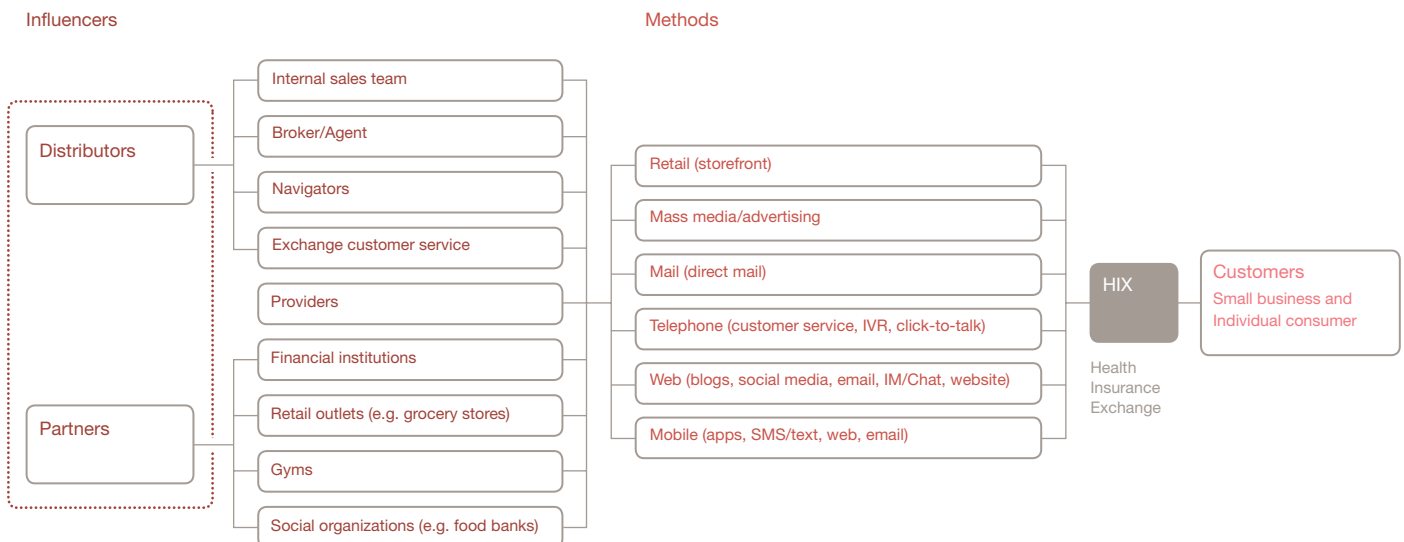 Influencers
Methods
Distributors
Partners
Internal sales team
Broker/Agent
Navigators
Exchange customer service
Providers
Financial institutions
Retail outlets (e.g. grocery stores)
Gyms
Social organizations (e.g. food banks)
Retail (storefront)
Mass media/advertising
Mail (direct mail)
Telephone (customer service, IVR, click-to-talk)
Web (blogs, social media, email, IM/Chat, website)
Mobile (apps, SMS/text, web, email)
HIX
Health
Insurance
Exchange
Customers
Small business and
Individual consumer